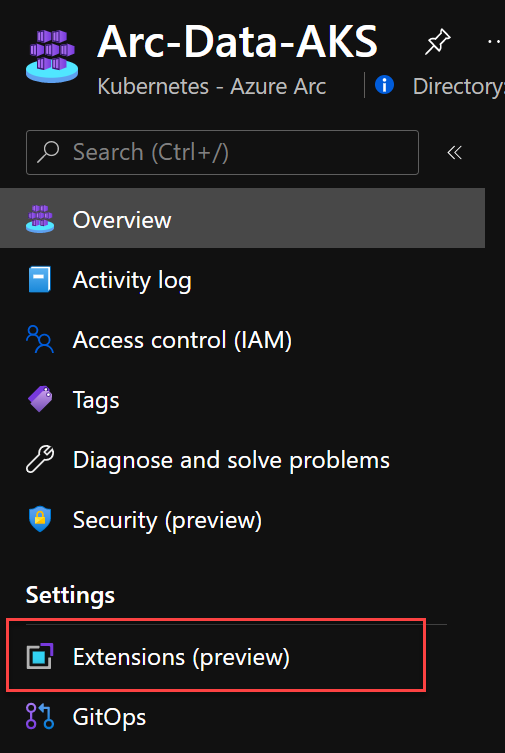 Arc-Data-AKS
Kubernetes - Azure Arc
Directory:
Search (Ctrl+/)
Overview
Activity log
Access control (IAM)
Tags
Diagnose and solve problems
Security (preview)
Settings
Extensions (preview)
GitOps